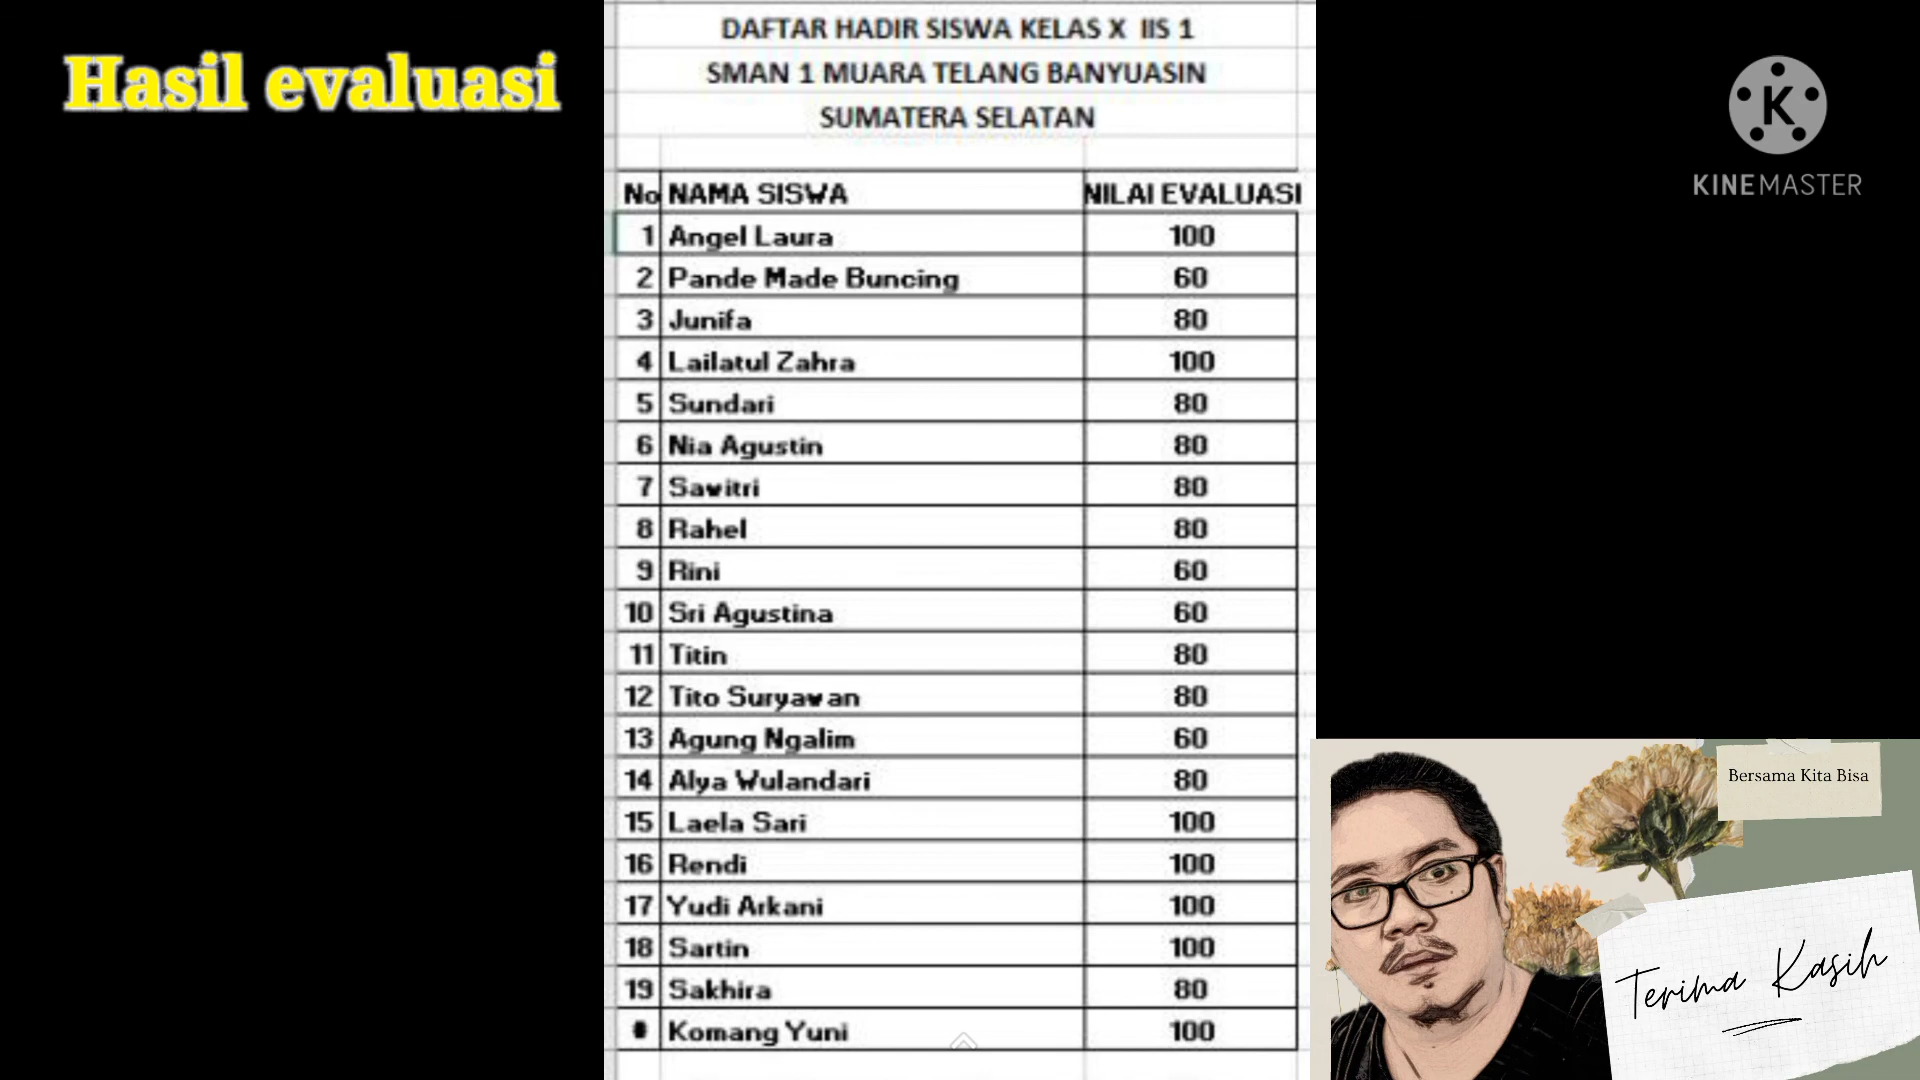 Hasil evaluasi
DAFTAR HADIR SISWA KELAS X IIS 1
SMAN 1 MUARA TELANG BANYUASIN
SUMATERA SELATAN
No NAMA SISWA NILAI EVALUASI
1 Angel Laura 100
2 Pande Made Buncing 60
3 Junifa 80
4 Lailatul Zahra 100
5 Sundari 80
6 Nia Agustin 80
7 Sawitri 80
8 Rahel 80
9 Rini 60
10 Sri Agustina 60
11 Titin 80
12 Tito Suryawan 80
13 Agung Ngalim 60
14 Alya Wulandari 80
15 Laela Sari 100
16 Rendi 100
17 Yudi Arkani 100
18 Sartin 100
19 Sakhira 80
# Komang Yuni 100
K
KINEMASTER
Bersama Kita Bisa
Terima Kasih